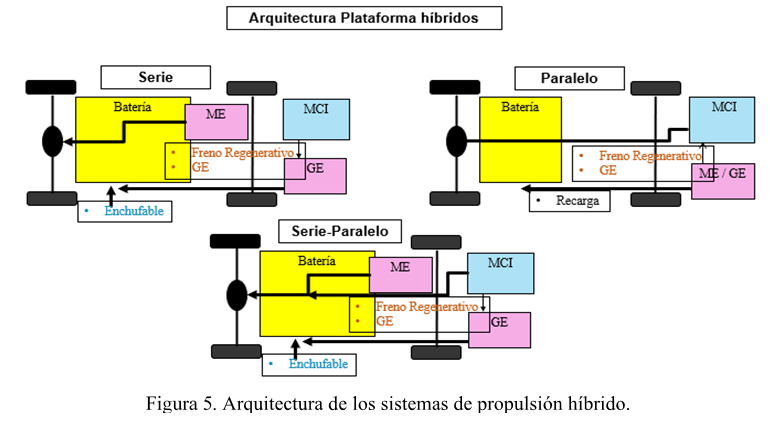 Arquitectura Plataforma híbridos
Serie
Batería
ME
MCI
• Freno Regenerativo
• GE
GE
• Enchufable
Paralelo
Batería
MCI
• Freno Regenerativo
• GE
ME / GE
• Recarga
Serie-Paralelo
Batería
ME
MCI
• Freno Regenerativo
• GE
GE
• Enchufable
Figura 5. Arquitectura de los sistemas de propulsión híbrido.